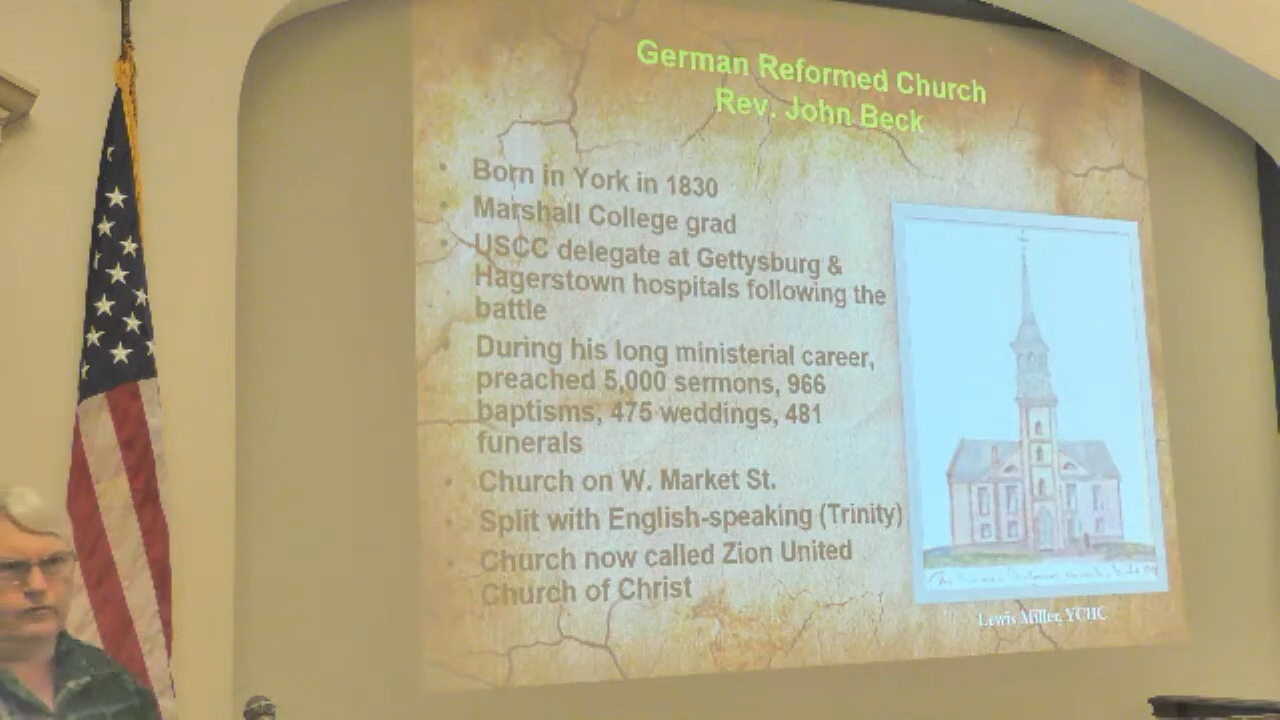 German Reformed Church
Rev. John Beck
Born in York in 1830
Marshall College grad
USCC delegate at Gettysburg &
Hagerstown hospitals following the
battle
During his long ministerial career,
preached 5,000 sermons, 966
baptisms, 475 weddings, 481
funerals
Church on W. Market St.
Split with English-speaking (Trinity)
Church now called Zion United
Church of Christ
Lewis Miller, YCHC